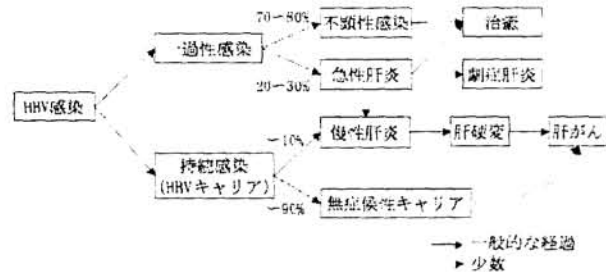 70～80%
不顕性感染
治癒
一過性感染
急性肝炎
劇症肝炎
20～30%
HBV感染
慢性肝炎
肝硬変
肝がん
～10%
持続感染
(HBVキャリア)
無症候性キャリア
～90%
一般的な経過
少数